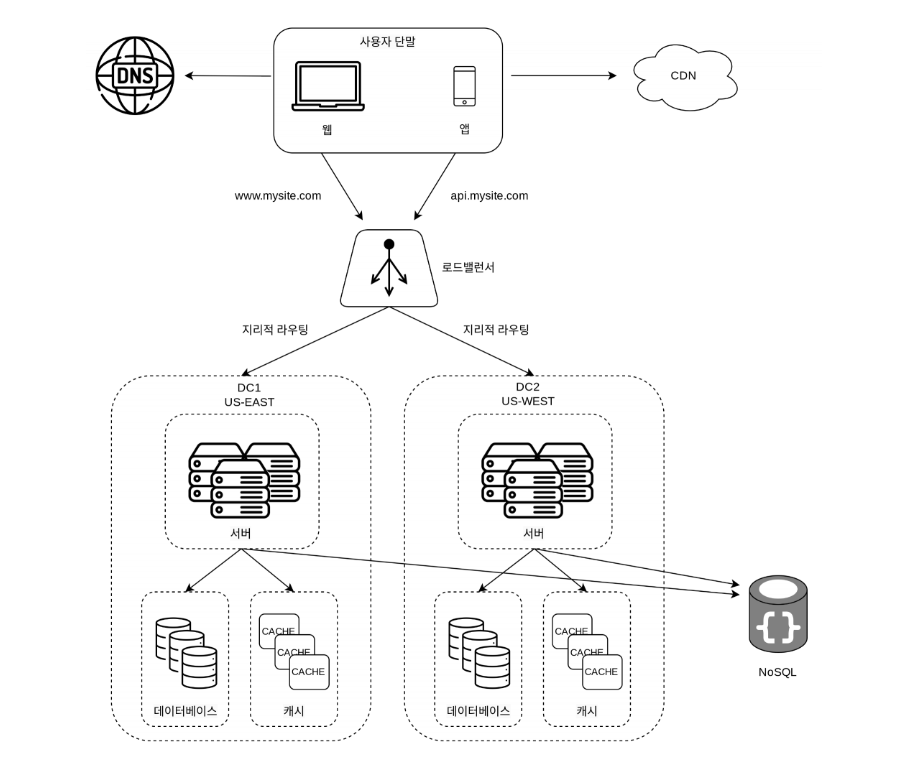 사용자 단말
DNS
CDN
웹
앱
www.mysite.com
api.mysite.com
로드밸런서
지리적 라우팅
지리적 라우팅
DC1
US-EAST
DC2
US-WEST
서버
서버
CACHE
CACHE
CACHE
CACHE
CACHE
CACHE
데이터베이스
캐시
데이터베이스
캐시
NoSQL